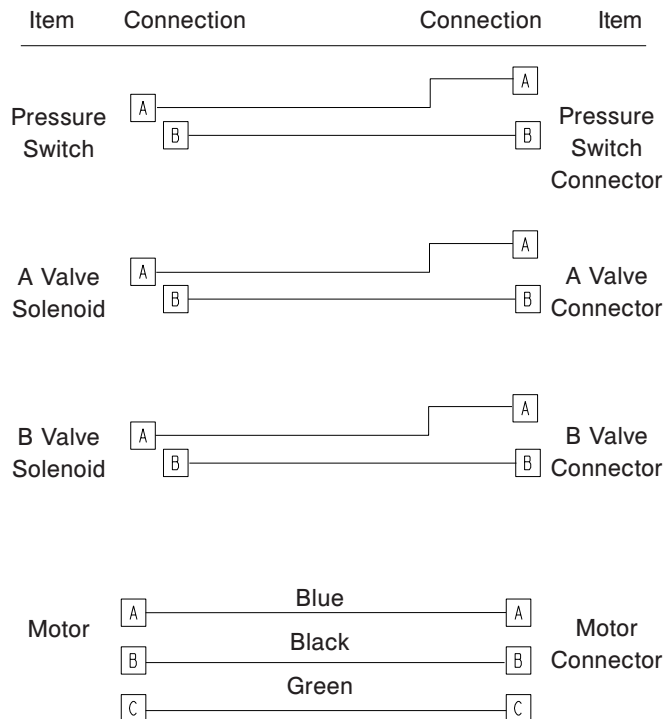 Item Connection Connection Item
A A
Pressure Switch B B Pressure Switch Connector
A A
A Valve Solenoid B B A Valve Connector
A A
B Valve Solenoid B B B Valve Connector
Blue
Motor A A Motor Connector
Black
B B
Green
C C